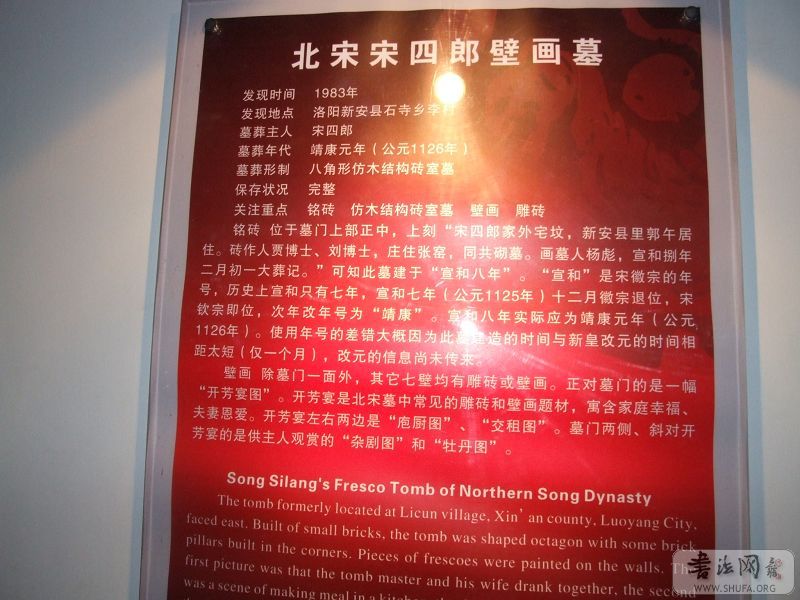 北宋宋四郎壁画墓
发现时间 1983年
发现地点 洛阳新安县石寺乡李村
墓葬主人 宋四郎
墓葬年代 靖康元年（公元1126年）
墓葬形制 八角形仿木结构砖室墓
保存状况 完整
关注重点 铭砖 仿木结构砖室墓 壁画 雕砖
铭砖 位于墓门上部正中，上刻“宋四郎家外宅坟，新安县里郭午居
住。砖作人贾博士、刘博士，庄住张窑，同共砌墓。画墓人杨彪，宣和捌年
二月初一大葬记。”可知此墓建于“宣和八年”。“宣和”是宋徽宗的年
号，历史上宣和只有七年，宣和七年（公元1125年）十二月徽宗退位，宋
钦宗即位，次年改年号为“靖康”。宣和八年实际应为靖康元年（公元
1126年）。使用年号的差错大概因为此墓建造的时间与新皇改元的时间相
距太短（仅一个月），改元的信息尚未传来。
壁画 除墓门一面外，其它七壁均有雕砖或壁画。正对墓门的是一幅
“开芳宴图”。开芳宴是北宋墓中常见的雕砖和壁画题材，寓含家庭幸福、
夫妻恩爱。开芳宴左右两边是“庖厨图”、“交租图”。墓门两侧、斜对开
芳宴的是供主人观赏的“杂剧图”和“牡丹图”。
Song Silang's Fresco Tomb of Northern Song Dynasty
The tomb formerly located at Licun village, Xin'an county, Luoyang City,
faced east. Built of small bricks, the tomb was shaped octagon with some brick
pillars built in the corners. Pieces of frescoes were painted on the walls. The
first picture was that the tomb master and his wife drank together, the second
was a scene of making meal in a kitchen
书法网
WWW.SHUFA.ORG